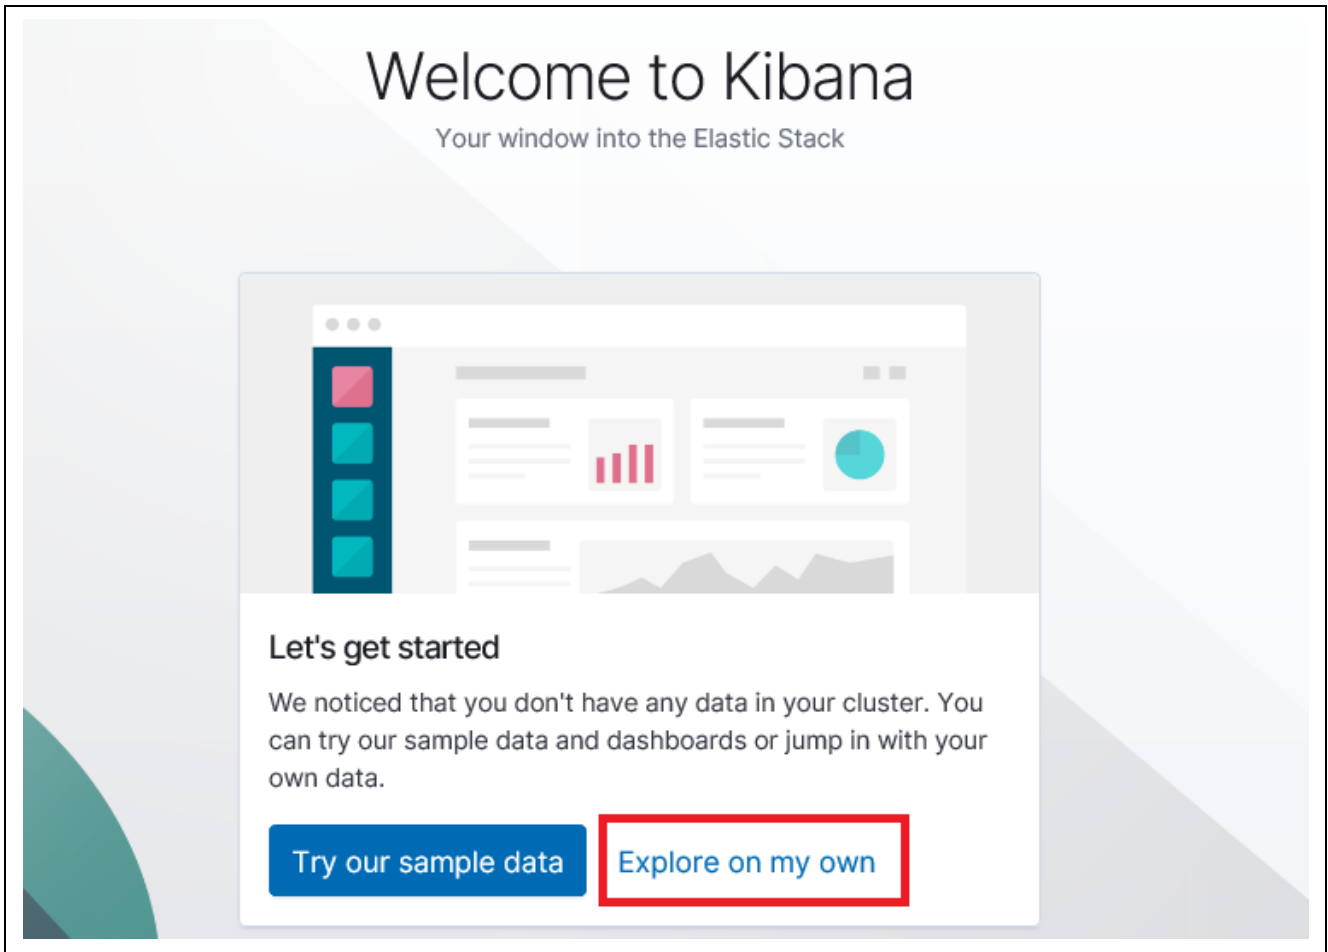 Welcome to Kibana
Your window into the Elastic Stack
Let's get started
We noticed that you don't have any data in your cluster. You
can try our sample data and dashboards or jump in with your
own data.
Try our sample data
Explore on my own